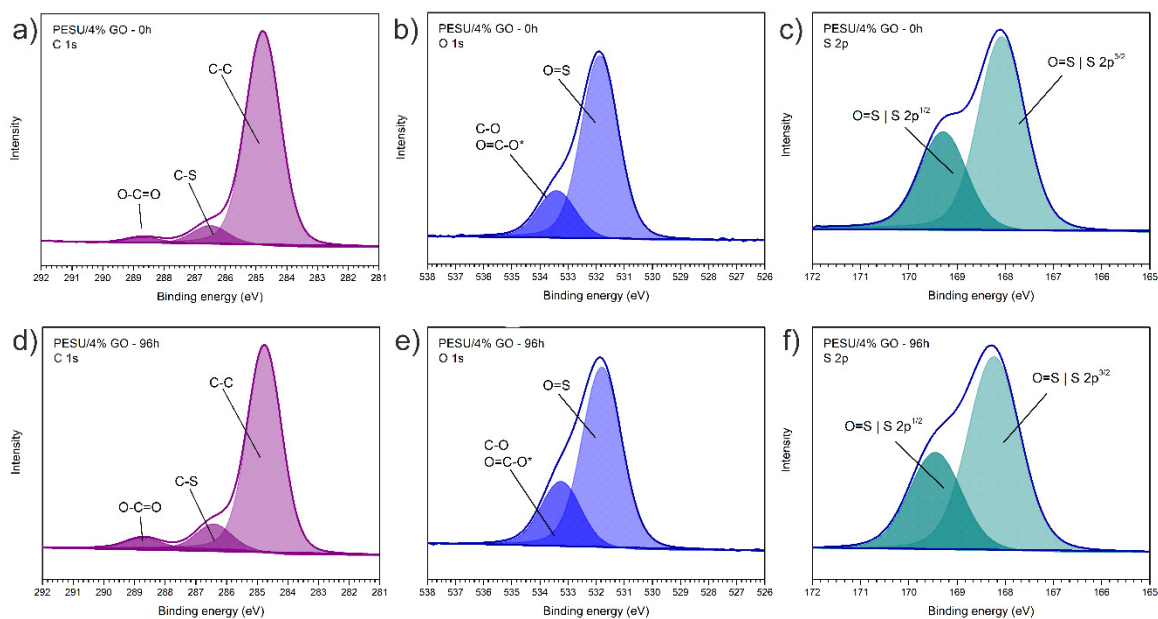 a)
PESU/4% GO - 0h
C 1s
C-C
C-S
O-C=O
Intensity
292 291 290 289 288 287 286 285 284 283 282 281
Binding energy (eV)
b)
PESU/4% GO - 0h
O 1s
O=S
C-O
O=C-O*
Intensity
538 537 536 535 534 533 532 531 530 529 528 527 526
Binding energy (eV)
c)
PESU/4% GO - 0h
S 2p
O=S | S 2p3/2
O=S | S 2p1/2
Intensity
172 171 170 169 168 167 166 165
Binding energy (eV)
d)
PESU/4% GO - 96h
C 1s
C-C
C-S
O-C=O
Intensity
292 291 290 289 288 287 286 285 284 283 282 281
Binding energy (eV)
e)
PESU/4% GO - 96h
O 1s
O=S
C-O
O=C-O*
Intensity
538 537 536 535 534 533 532 531 530 529 528 527 526
Binding energy (eV)
f)
PESU/4% GO - 96h
S 2p
O=S | S 2p3/2
O=S | S 2p1/2
Intensity
172 171 170 169 168 167 166 165
Binding energy (eV)